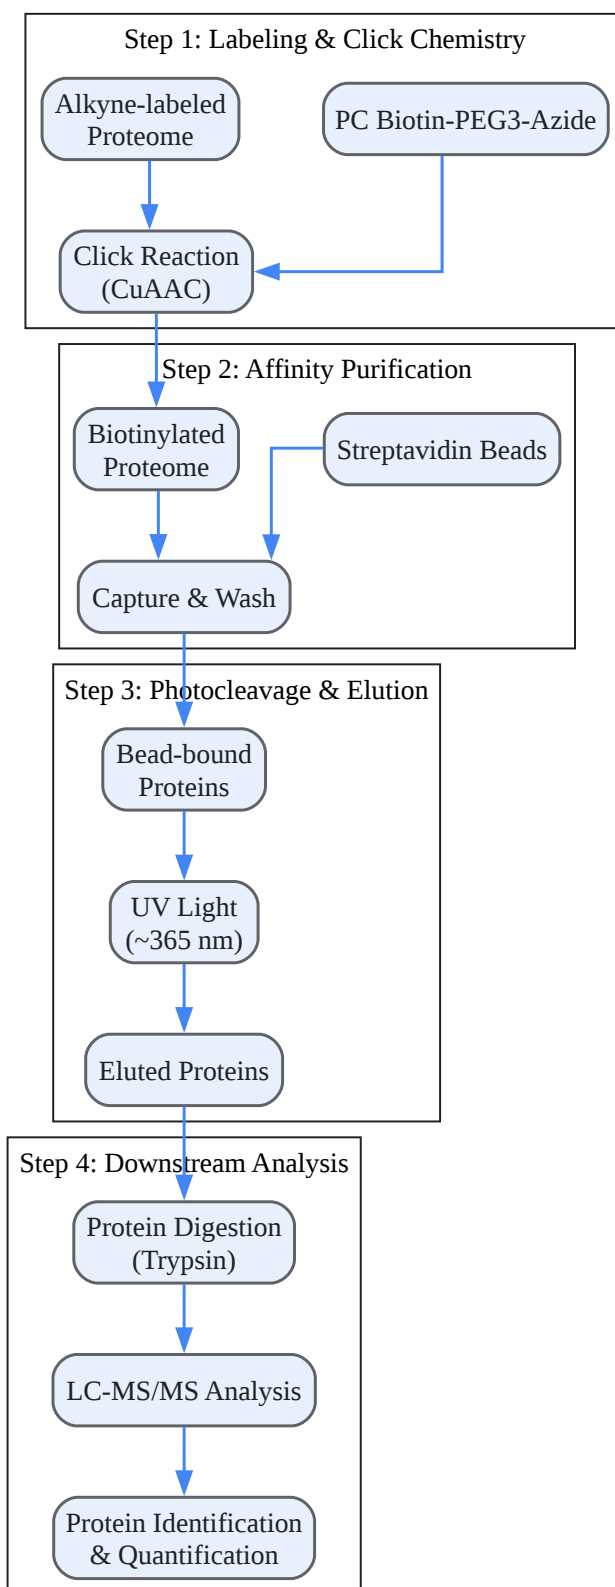 Step 1: Labeling & Click Chemistry
Alkyne-labeled
Proteome
PC Biotin-PEG3-Azide
Click Reaction
(CuAAC)
Step 2: Affinity Purification
Biotinylated
Proteome
Streptavidin Beads
Capture & Wash
Step 3: Photocleavage & Elution
Bead-bound
Proteins
UV Light
(~365 nm)
Eluted Proteins
Step 4: Downstream Analysis
Protein Digestion
(Trypsin)
LC-MS/MS Analysis
Protein Identification
& Quantification